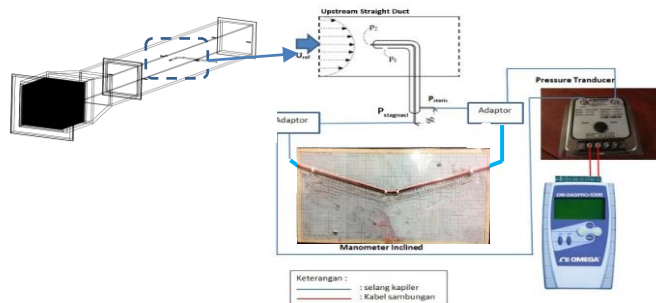 Upstream Straight Duct
P2
Uref
P1
Pressure Tranducer
Pstatic
Pstagnasi
Adaptor
Adaptor
OMEGA
Manometer Inclined
Keterangan :
: selang kapiler
: Kabel sambungan